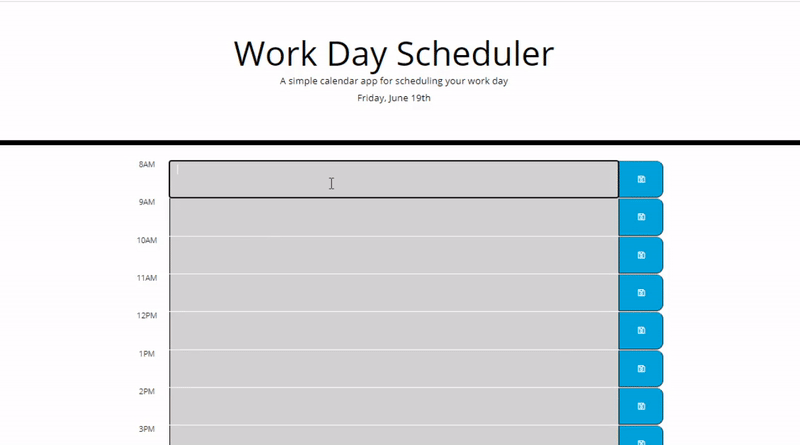 Work Day Scheduler
A simple calendar app for scheduling your work day
Friday, June 19th
8AM
9AM
10AM
11AM
12PM
1PM
2PM
3PM